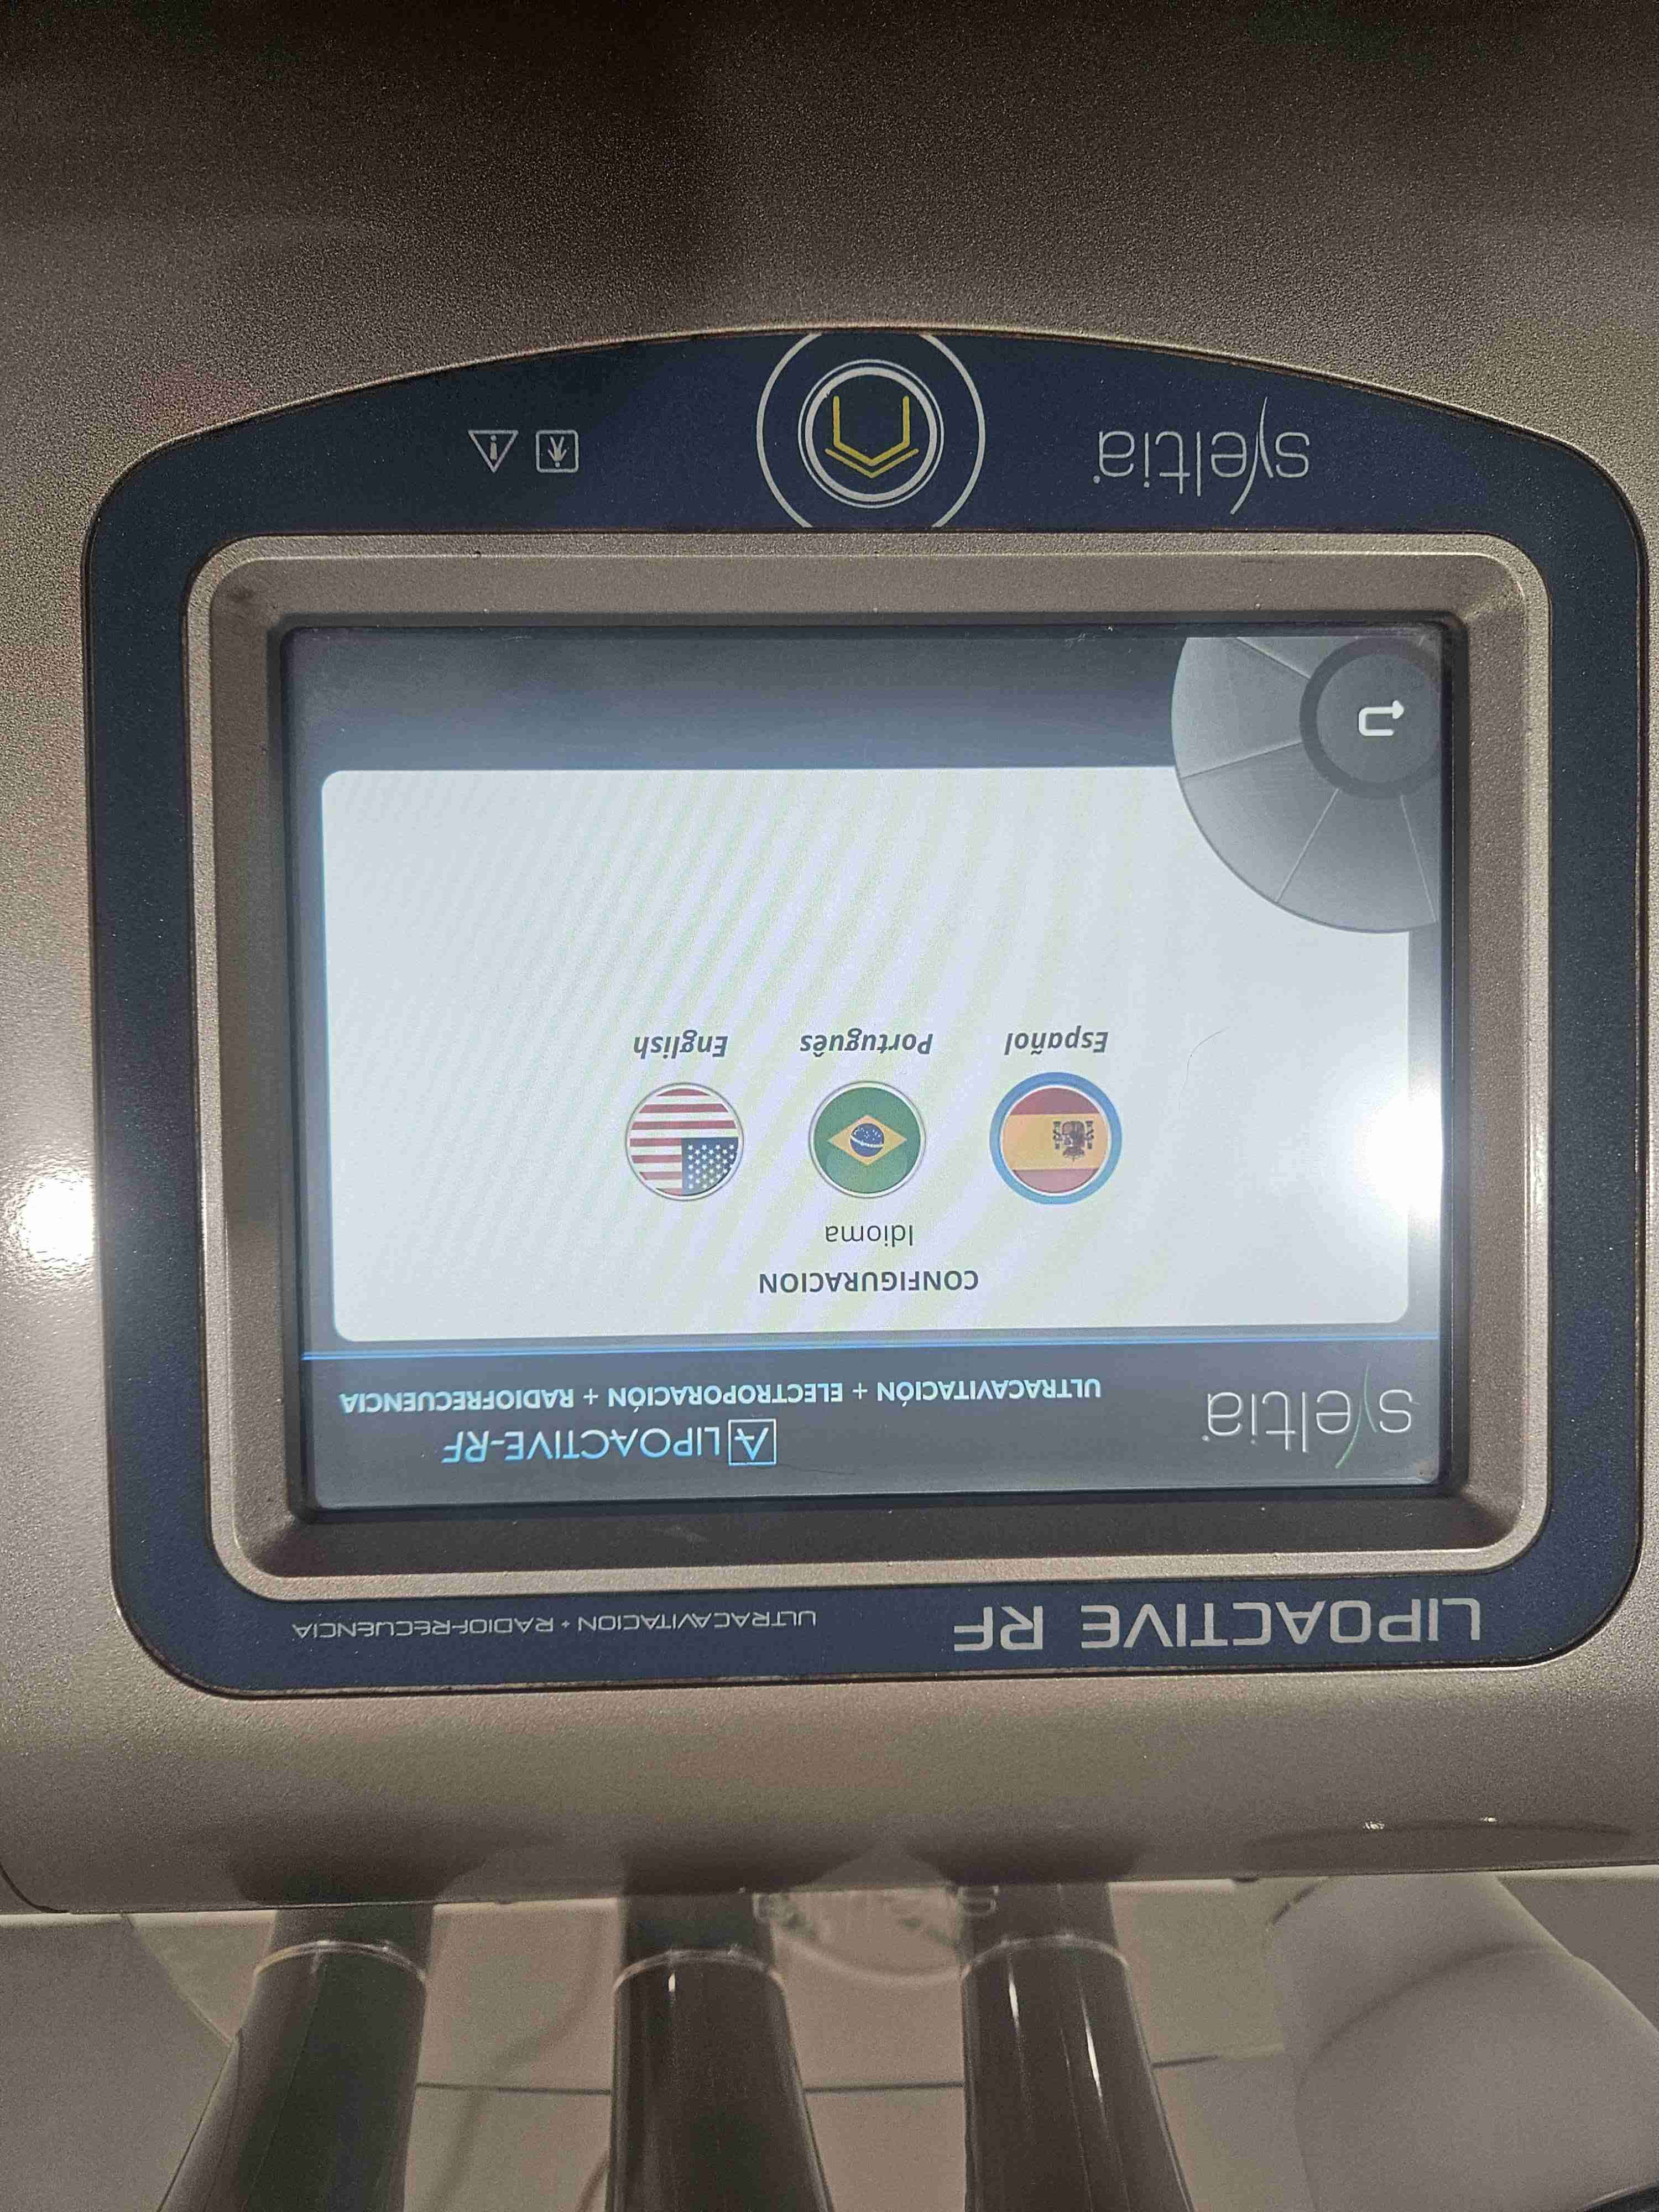 LIPOACTIVE RF
ULTRACAVITACION + RADIOFRECUENCIA
syeltia
A LIPOACTIVE-RF
ULTRACAVITACIÓN + ELECTROPORACIÓN + RADIOFRECUENCIA
CONFIGURACION
Idioma
Español
Português
English
syeltia